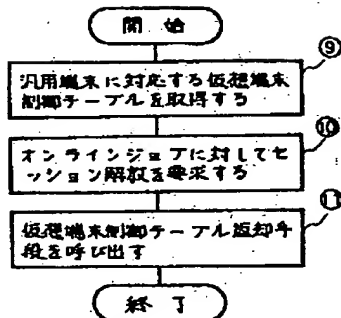 開始
⑨
汎用端末に対応する仮想端末
制御テーブルを取得する
⑩
オンラインジョブに対してセ
ッション解放を要求する
⑪
仮想端末制御テーブル返却手
段を呼び出す
終了